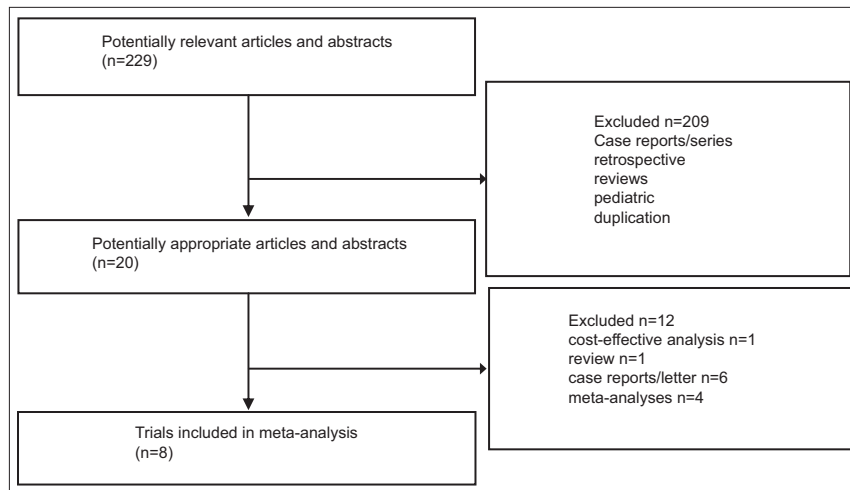 Potentially relevant articles and abstracts
(n=229)
Excluded n=209
Case reports/series
retrospective
reviews
pediatric
duplication
Potentially appropriate articles and abstracts
(n=20)
Excluded n=12
cost-effective analysis n=1
review n=1
case reports/letter n=6
meta-analyses n=4
Trials included in meta-analysis
(n=8)